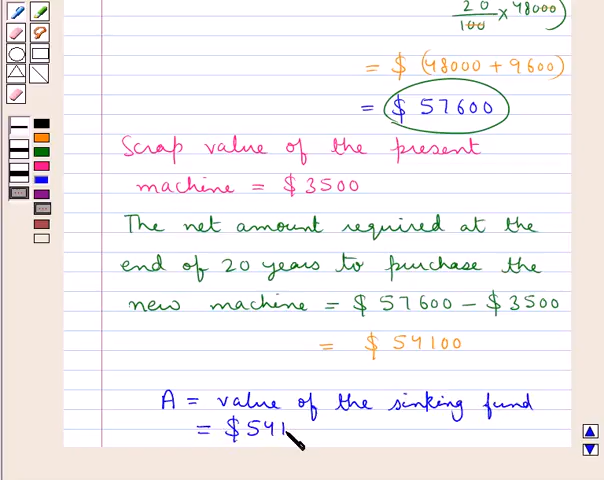 20/100 × 48000)
= $ (48000 + 9600)
= $ 57600
Scrap value of the present
machine = $3500
The net amount required at the
end of 20 years to purchase the
new machine = $ 57600 - $ 3500
= $ 54100
A = value of the sinking fund
= $541